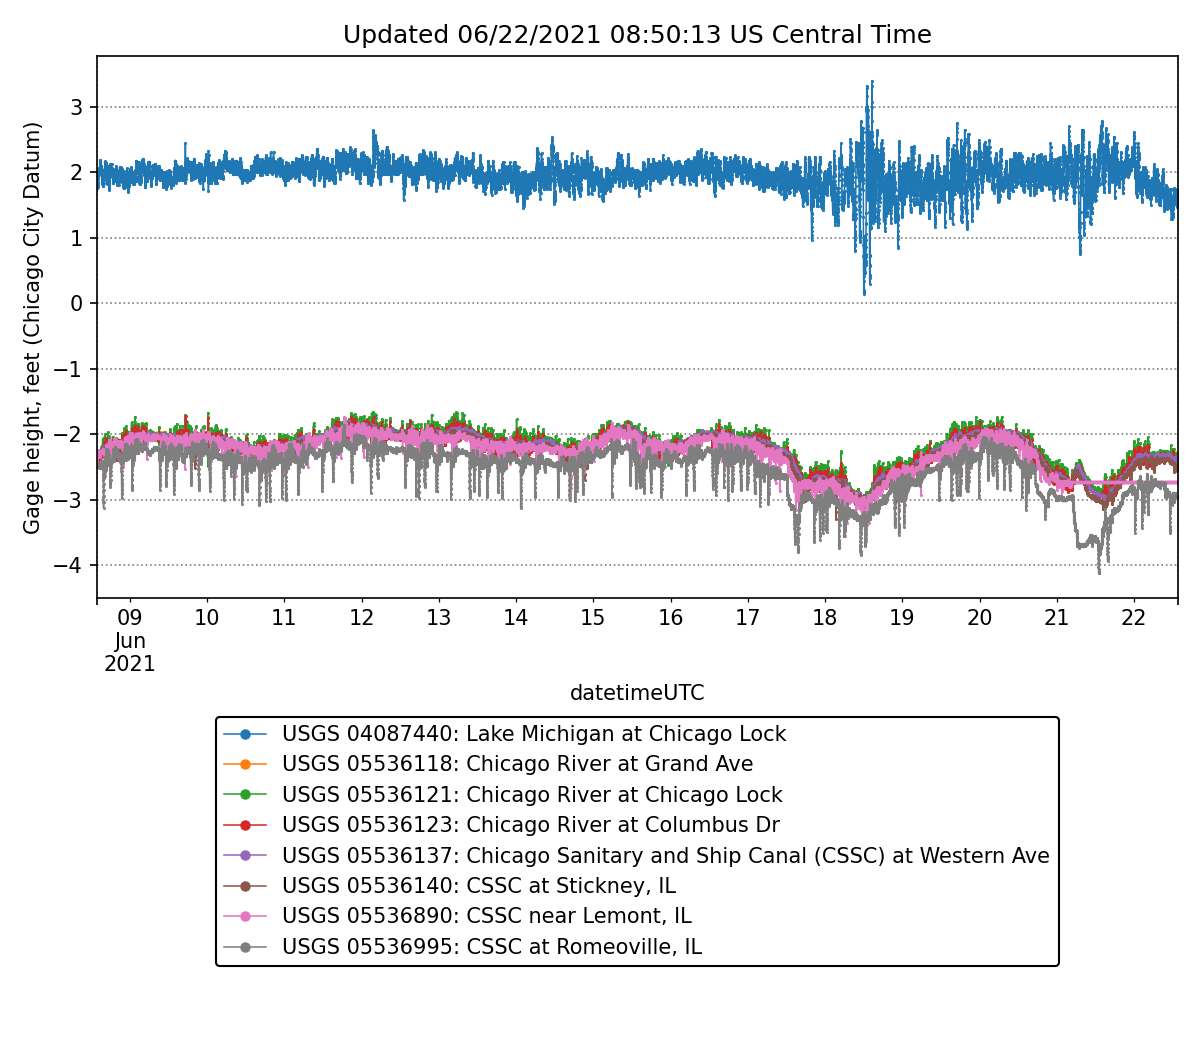 Updated 06/22/2021 08:50:13 US Central Time
Gage height, feet (Chicago City Datum)
3
2
1
0
−1
−2
−3
−4
09 10 11 12 13 14 15 16 17 18 19 20 21 22
Jun
2021
datetimeUTC
USGS 04087440: Lake Michigan at Chicago Lock
USGS 05536118: Chicago River at Grand Ave
USGS 05536121: Chicago River at Chicago Lock
USGS 05536123: Chicago River at Columbus Dr
USGS 05536137: Chicago Sanitary and Ship Canal (CSSC) at Western Ave
USGS 05536140: CSSC at Stickney, IL
USGS 05536890: CSSC near Lemont, IL
USGS 05536995: CSSC at Romeoville, IL